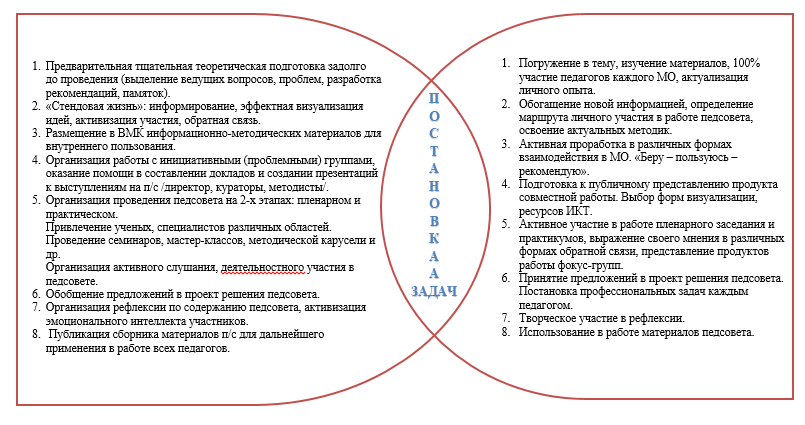 1. Предварительная тщательная теоретическая подготовка задолго
до проведения (выделение ведущих вопросов, проблем, разработка
рекомендаций, памяток).
2. «Стендовая жизнь»: информирование, эффектная визуализация
идей, активизация участия, обратная связь.
3. Размещение в ВМК информационно-методических материалов для
внутреннего пользования.
4. Организация работы с инициативными (проблемными) группами,
оказание помощи в составлении докладов и создании презентаций
к выступлениям на п/с /директор, кураторы, методисты/.
5. Организация проведения педсовета на 2-х этапах: пленарном и
практическом.
Привлечение ученых, специалистов различных областей.
Проведение семинаров, мастер-классов, методической карусели и
др.
Организация активного слушания, деятельностного участия в
педсовете.
6. Обобщение предложений в проект решения педсовета.
7. Организация рефлексии по содержанию педсовета, активизация
эмоционального интеллекта участников.
8. Публикация сборника материалов п/с для дальнейшего
применения в работе всех педагогов.
П
О
С
Т
А
Н
О
В
К
А
А
ЗАДАЧ
1. Погружение в тему, изучение материалов, 100%
участие педагогов каждого МО, актуализация
личного опыта.
2. Обогащение новой информацией, определение
маршрута личного участия в работе педсовета,
освоение актуальных методик.
3. Активная проработка в различных формах
взаимодействия в МО. «Беру – пользуюсь –
рекомендую».
4. Подготовка к публичному представлению продукта
совместной работы. Выбор форм визуализации,
ресурсов ИКТ.
5. Активное участие в работе пленарного заседания и
практикумов, выражение своего мнения в различных
формах обратной связи, представление продуктов
работы фокус-групп.
6. Принятие предложений в проект решения педсовета.
Постановка профессиональных задач каждым
педагогом.
7. Творческое участие в рефлексии.
8. Использование в работе материалов педсовета.